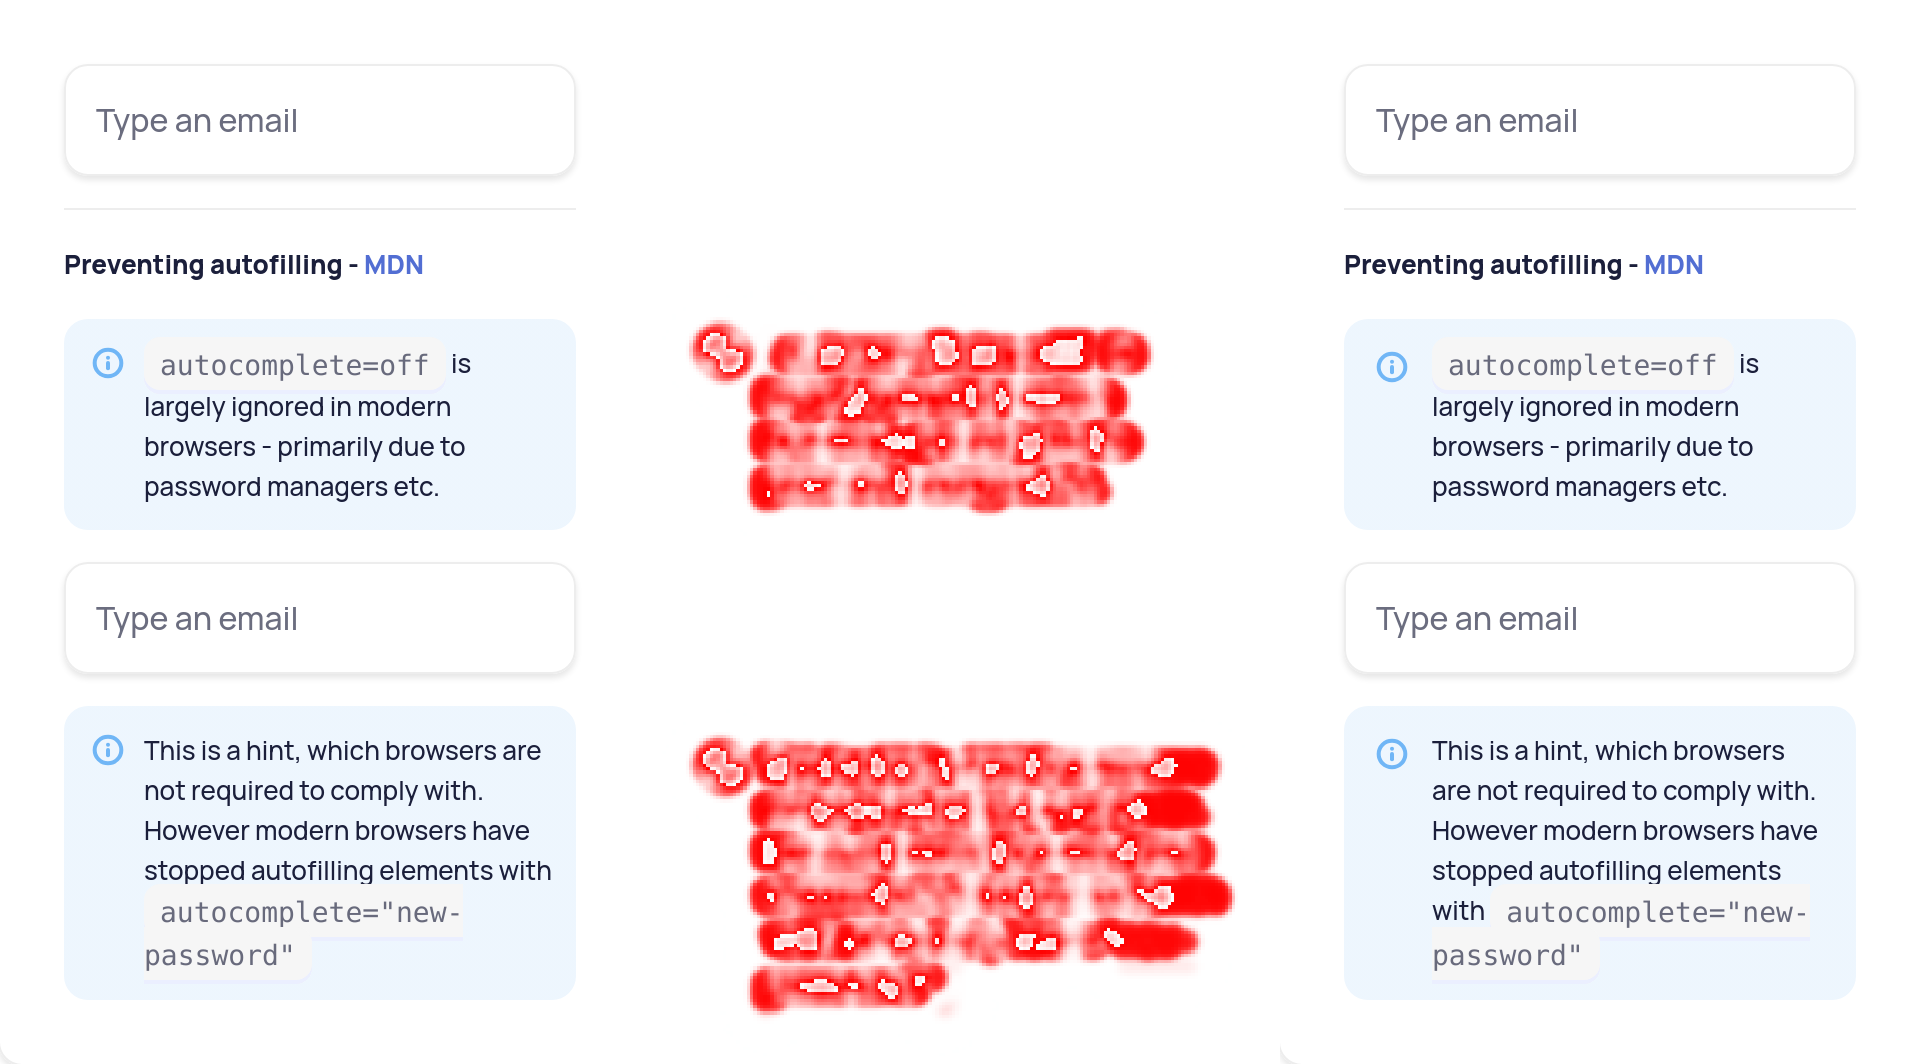 Type an email
Preventing autofilling - MDN
autocomplete=off is
largely ignored in modern
browsers - primarily due to
password managers etc.
Type an email
This is a hint, which browsers are
not required to comply with.
However modern browsers have
stopped autofilling elements with
autocomplete="new-
password"
Type an email
Preventing autofilling - MDN
autocomplete=off is
largely ignored in modern
browsers - primarily due to
password managers etc.
Type an email
This is a hint, which browsers
are not required to comply with.
However modern browsers have
stopped autofilling elements
with autocomplete="new-
password"